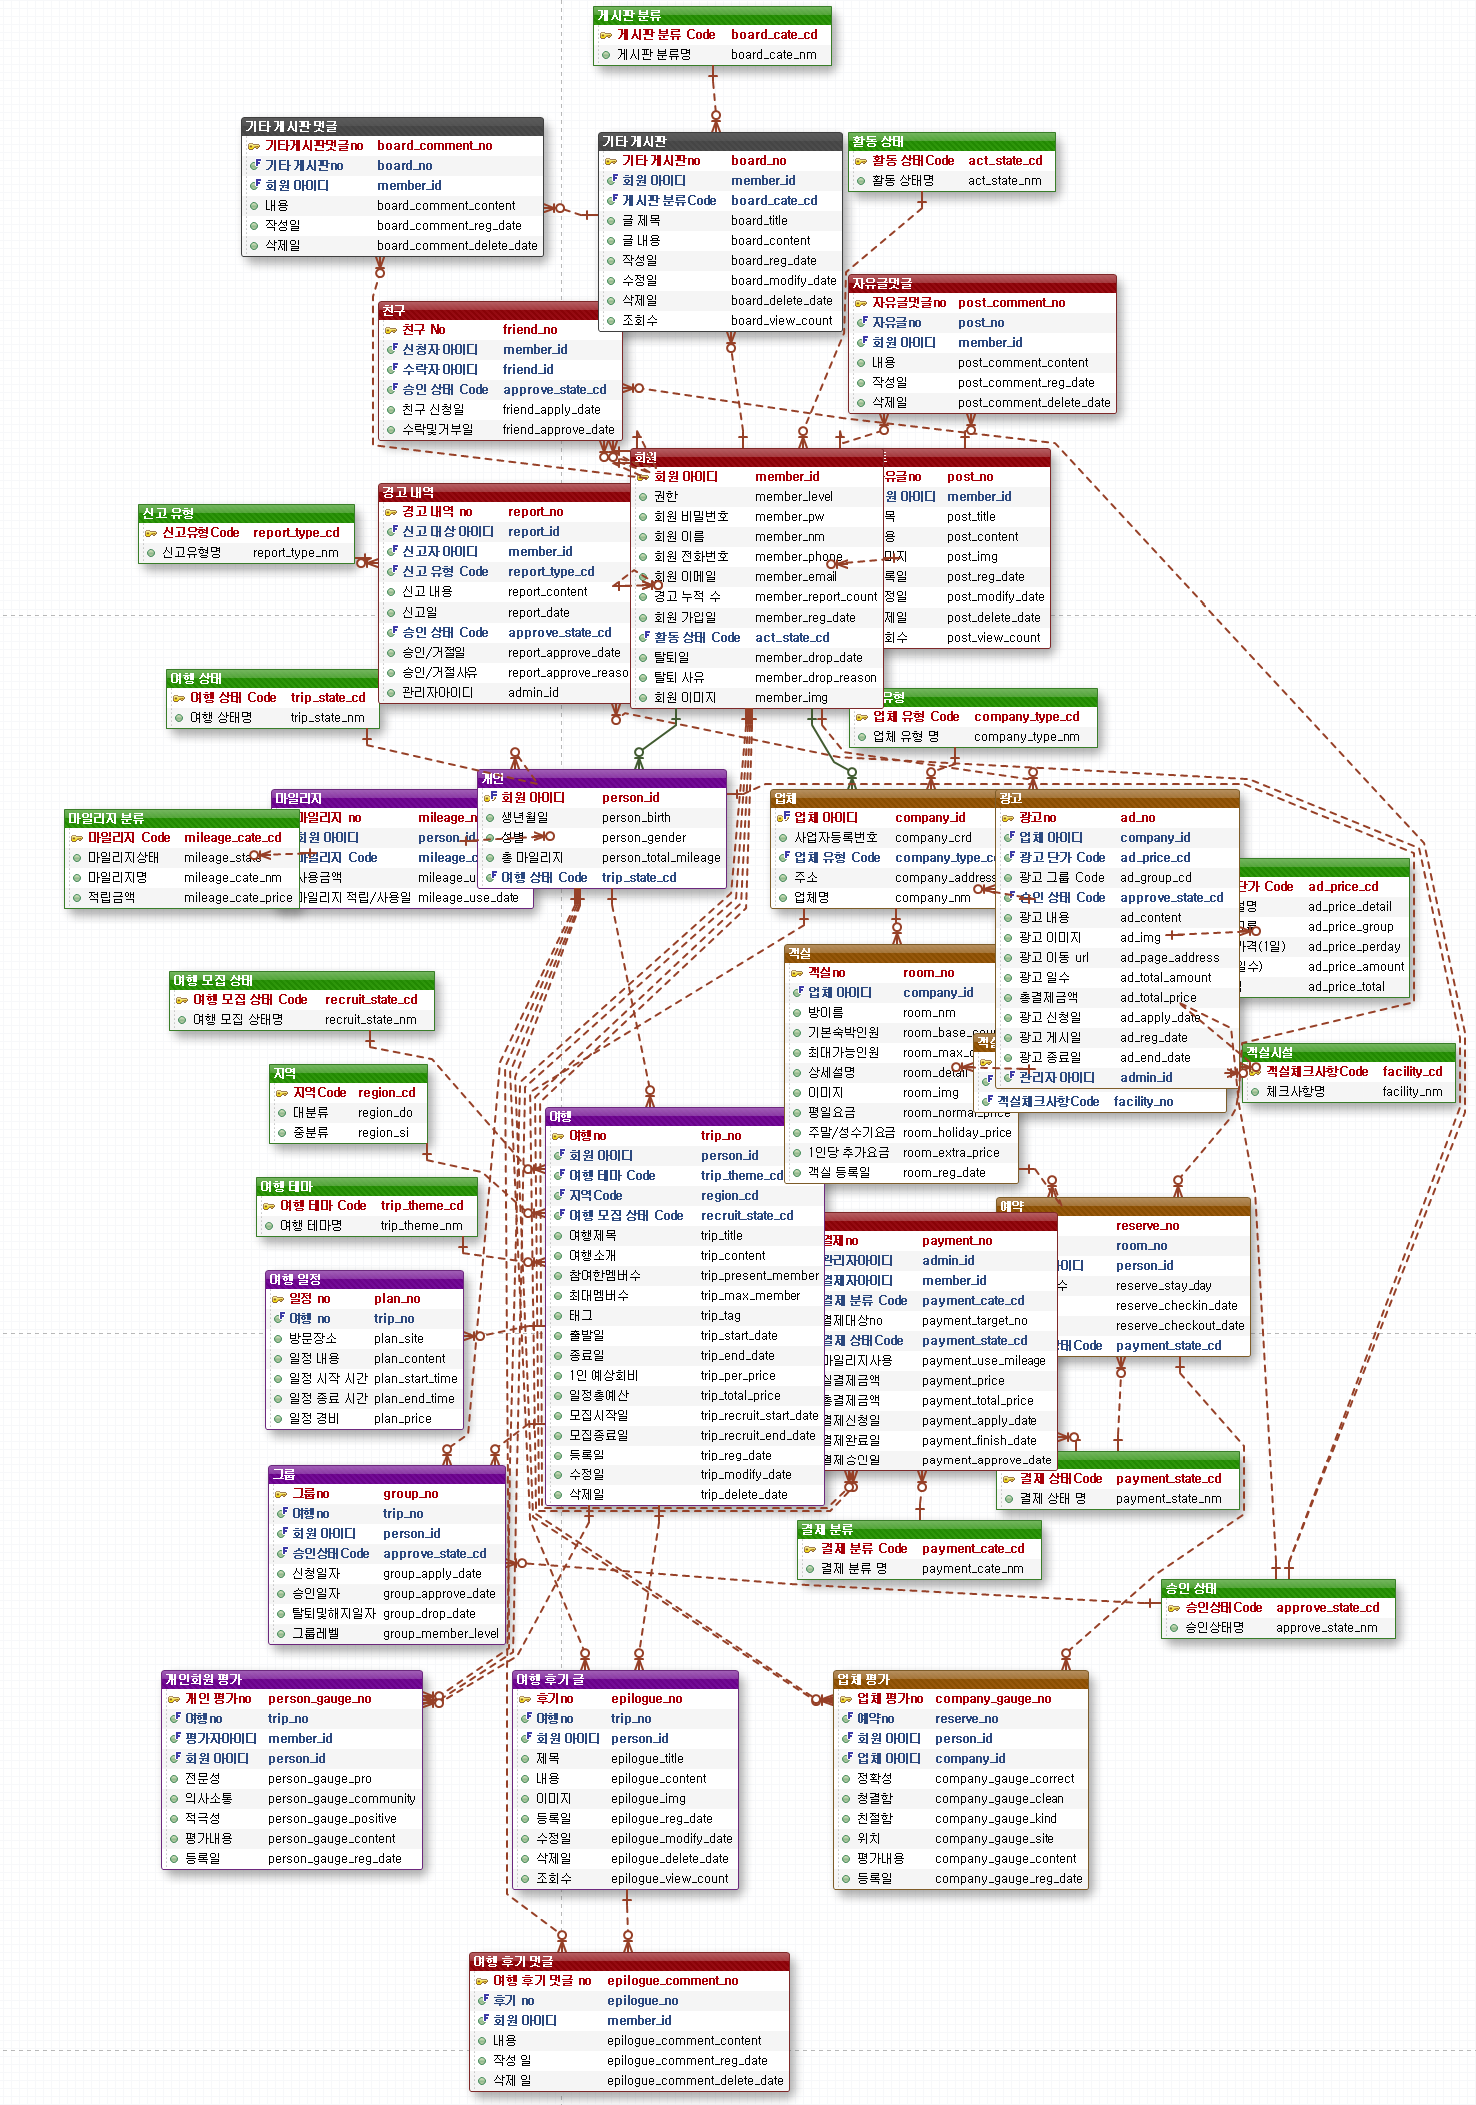 게시판 분류
게시판 분류 Code board_cate_cd
게시판 분류명 board_cate_nm
기타 게시판 댓글
기타게시판댓글no board_comment_no
기타 게시판no board_no
회원 아이디 member_id
내용 board_comment_content
작성일 board_comment_reg_date
삭제일 board_comment_delete_date
기타 게시판
기타 게시판no board_no
회원 아이디 member_id
게시판 분류Code board_cate_cd
글 제목 board_title
글 내용 board_content
작성일 board_reg_date
수정일 board_modify_date
삭제일 board_delete_date
조회수 board_view_count
활동 상태
활동 상태Code act_state_cd
활동 상태명 act_state_nm
친구
친구 No friend_no
신청자 아이디 member_id
수락자 아이디 friend_id
승인 상태 Code approve_state_cd
친구 신청일 friend_apply_date
수락및거부일 friend_approve_date
자유글댓글
자유글댓글no post_comment_no
자유글no post_no
회원 아이디 member_id
내용 post_comment_content
작성일 post_comment_reg_date
삭제일 post_comment_delete_date
회원
회원 아이디 member_id
권한 member_level
회원 비밀번호 member_pw
회원 이름 member_nm
회원 전화번호 member_phone
회원 이메일 member_email
경고 누적 수 member_report_count
회원 가입일 member_reg_date
활동 상태 Code act_state_cd
탈퇴일 member_drop_date
탈퇴 사유 member_drop_reason
회원 이미지 member_img
유글no post_no
원 아이디 member_id
목 post_title
용 post_content
마지 post_img
록일 post_reg_date
정일 post_modify_date
제일 post_delete_date
회수 post_view_count
신고 유형
신고유형Code report_type_cd
신고유형명 report_type_nm
경고 내역
경고 내역 no report_no
신고 대상 아이디 report_id
신고자 아이디 member_id
신고 유형 Code report_type_cd
신고 내용 report_content
신고일 report_date
승인 상태 Code approve_state_cd
승인/거절일 report_approve_date
승인/거절사유 report_approve_reaso
관리자아이디 admin_id
여행 상태
여행 상태 Code trip_state_cd
여행 상태명 trip_state_nm
유형
업체 유형 Code company_type_cd
업체 유형 명 company_type_nm
마일리지 분류
마일리지 Code mileage_cate_cd
마일리지상태 mileage_state
마일리지명 mileage_cate_nm
적립금액 mileage_cate_price
마일리지
마일리지 no mileage_n
회원 아이디 person_id
마일리지 Code mileage_c
사용금액 mileage_u
마일리지 적립/사용일 mileage_use_date
개인
회원 아이디 person_id
생년월일 person_birth
성별 person_gender
총 마일리지 person_total_mileage
여행 상태 Code trip_state_cd
업체
업체 아이디 company_id
사업자등록번호 company_crd
업체 유형 Code company_type_c
주소 company_address
업체명 company_nm
광고
광고no ad_no
업체 아이디 company_id
광고 단가 Code ad_price_cd
광고 그룹 Code ad_group_cd
승인 상태 Code approve_state_cd
광고 내용 ad_content
광고 이미지 ad_img
광고 이동 url ad_page_address
광고 일수 ad_total_amount
총결제금액 ad_total_price
광고 신청일 ad_apply_date
광고 게시일 ad_reg_date
광고 종료일 ad_end_date
관리자 아이디 admin_id
단가 Code ad_price_cd
설명 ad_price_detail
ad_price_group
가격(1일) ad_price_perday
일수) ad_price_amount
ad_price_total
객실
객실no room_no
업체 아이디 company_id
방이름 room_nm
기본숙박인원 room_base_cou
최대가능인원 room_max_c
상세설명 room_detail
이미지 room_img
평일요금 room_normal_price
주말/성수기요금 room_holiday_price
1인당 추가요금 room_extra_price
객실 등록일 room_reg_date
객실
객실체크사항Code facility_no
객실시설
객실체크사항Code facility_cd
체크사항명 facility_nm
여행 모집 상태
여행 모집 상태 Code recruit_state_cd
여행 모집 상태명 recruit_state_nm
지역
지역Code region_cd
대분류 region_do
중분류 region_si
여행 테마
여행 테마 Code trip_theme_cd
여행 테마명 trip_theme_nm
여행
여행no trip_no
회원 아이디 person_id
여행 테마 Code trip_theme_cd
지역Code region_cd
여행 모집 상태 Code recruit_state_cd
여행제목 trip_title
여행소개 trip_content
참여한멤버수 trip_present_member
최대멤버수 trip_max_member
태그 trip_tag
출발일 trip_start_date
종료일 trip_end_date
1인 예상회비 trip_per_price
일정총예산 trip_total_price
모집시작일 trip_recruit_start_date
모집종료일 trip_recruit_end_date
등록일 trip_reg_date
수정일 trip_modify_date
삭제일 trip_delete_date
예약
reserve_no
room_no
이디 person_id
수 reserve_stay_day
reserve_checkin_date
reserve_checkout_date
상태Code payment_state_cd
결제no payment_no
관리자아이디 admin_id
결제자아이디 member_id
결제 분류 Code payment_cate_cd
결제대상no payment_target_no
결제 상태Code payment_state_cd
마일리지사용 payment_use_mileage
실결제금액 payment_price
총결제금액 payment_total_price
결제신청일 payment_apply_date
결제완료일 payment_finish_date
결제승인일 payment_approve_date
여행 일정
일정 no plan_no
여행 no trip_no
방문장소 plan_site
일정 내용 plan_content
일정 시작 시간 plan_start_time
일정 종료 시간 plan_end_time
일정 경비 plan_price
그룹
그룹no group_no
여행no trip_no
회원 아이디 person_id
승인상태Code approve_state_cd
신청일자 group_apply_date
승인일자 group_approve_date
탈퇴및해지일자 group_drop_date
그룹레벨 group_member_level
결제 상태Code payment_state_cd
결제 상태 명 payment_state_nm
결제 분류
결제 분류 Code payment_cate_cd
결제 분류 명 payment_cate_nm
승인 상태
승인상태Code approve_state_cd
승인상태명 approve_state_nm
개인회원 평가
개인 평가no person_gauge_no
여행no trip_no
평가자아이디 member_id
회원 아이디 person_id
전문성 person_gauge_pro
의사소통 person_gauge_community
적극성 person_gauge_positive
평가내용 person_gauge_content
등록일 person_gauge_reg_date
여행 후기 글
후기no epilogue_no
여행no trip_no
회원 아이디 person_id
제목 epilogue_title
내용 epilogue_content
이미지 epilogue_img
등록일 epilogue_reg_date
수정일 epilogue_modify_date
삭제일 epilogue_delete_date
조회수 epilogue_view_count
업체 평가
업체 평가no company_gauge_no
예약no reserve_no
회원 아이디 person_id
업체 아이디 company_id
정확성 company_gauge_correct
청결함 company_gauge_clean
친절함 company_gauge_kind
위치 company_gauge_site
평가내용 company_gauge_content
등록일 company_gauge_reg_date
여행 후기 댓글
여행 후기 댓글 no epilogue_comment_no
후기 no epilogue_no
회원 아이디 member_id
내용 epilogue_comment_content
작성 일 epilogue_comment_reg_date
삭제 일 epilogue_comment_delete_date